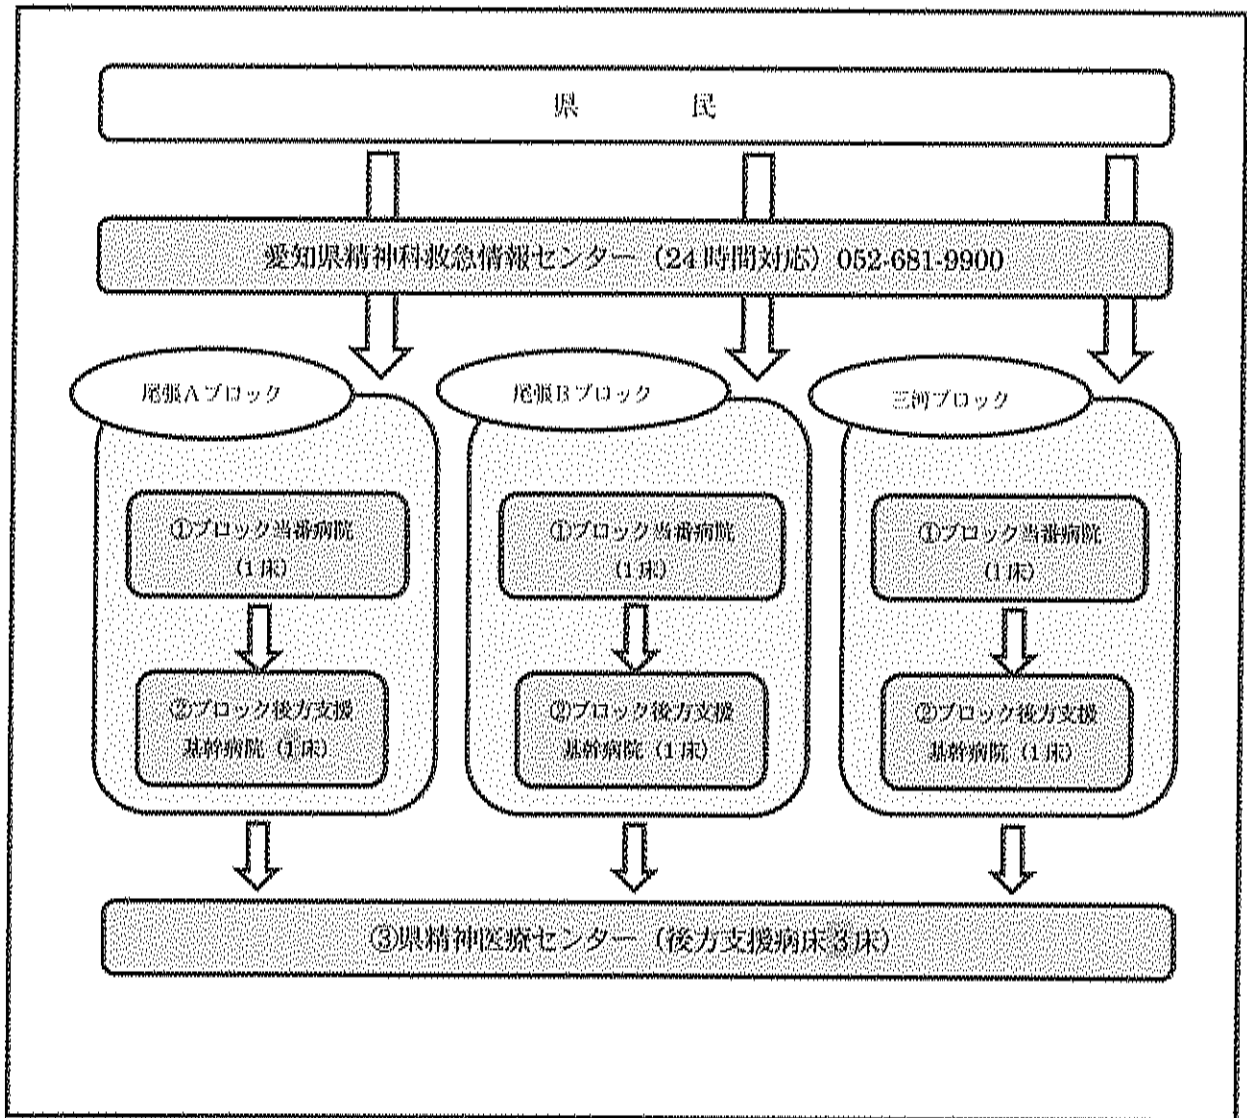 県　民
愛知県精神科救急情報センター（24時間対応）052-681-9900
尾張Aブロック
尾張Bブロック
三河ブロック
①ブロック当番病院
（1床）
①ブロック当番病院
（1床）
①ブロック当番病院
（1床）
②ブロック後方支援
基幹病院（1床）
②ブロック後方支援
基幹病院（1床）
②ブロック後方支援
基幹病院（1床）
③県精神医療センター（後方支援病床3床）